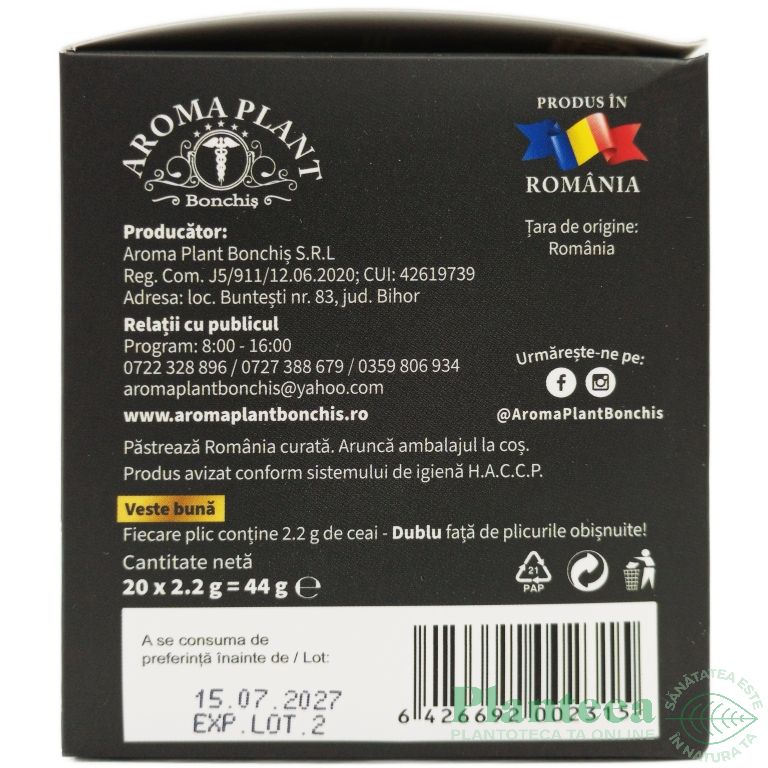 AROMA PLANT
Bonchiș
PRODUS ÎN
ROMÂNIA
Producător:
Aroma Plant Bonchiș S.R.L
Reg. Com. J5/911/12.06.2020; CUI: 42619739
Adresa: loc. Buntești nr. 83, jud. Bihor
Țara de origine:
România
Relații cu publicul
Program: 8:00 - 16:00
0722 328 896 / 0727 388 679 / 0359 806 934
aromaplantbonchis@yahoo.com
www.aromaplantbonchis.ro
Urmărește-ne pe:
@AromaPlantBonchis
Păstrează România curată. Aruncă ambalajul la coș.
Produs avizat conform sistemului de igienă H.A.C.C.P.
Veste bună
Fiecare plic conține 2.2 g de ceai - Dublu față de plicurile obișnuite!
Cantitate netă
20 x 2.2 g = 44 g ℮
21
PAP
A se consuma de
preferință înainte de / Lot:
15.07.2027
EXP.LOT.2
6 426692 002315
Planteca
PLANTOTECA TA ONLINE
SĂNĂTATEA ESTE
ÎN NATURA TA